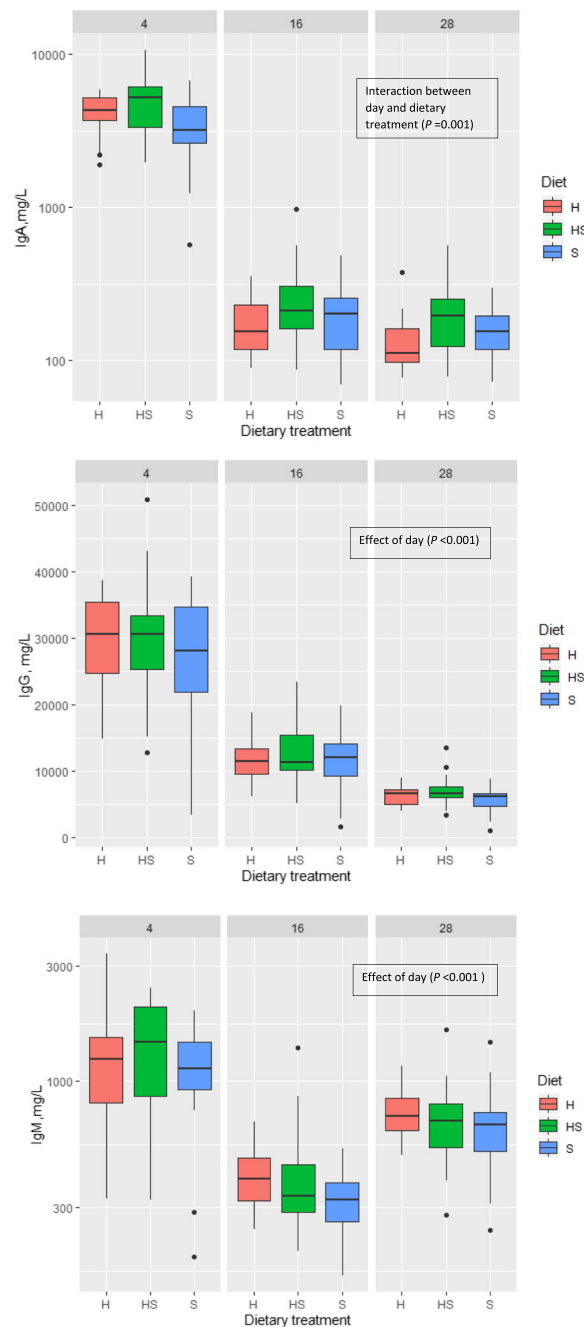 4 16 28
10000
1000
100
IgA,mg/L
Interaction between
day and dietary
treatment (P =0.001)
Diet
H
HS
S
H HS S H HS S H HS S
Dietary treatment
4 16 28
50000
40000
30000
20000
10000
0
IgG, mg/L
Effect of day (P <0.001)
Diet
H
HS
S
H HS S H HS S H HS S
Dietary treatment
4 16 28
3000
1000
300
IgM,mg/L
Effect of day (P <0.001 )
Diet
H
HS
S
H HS S H HS S H HS S
Dietary treatment